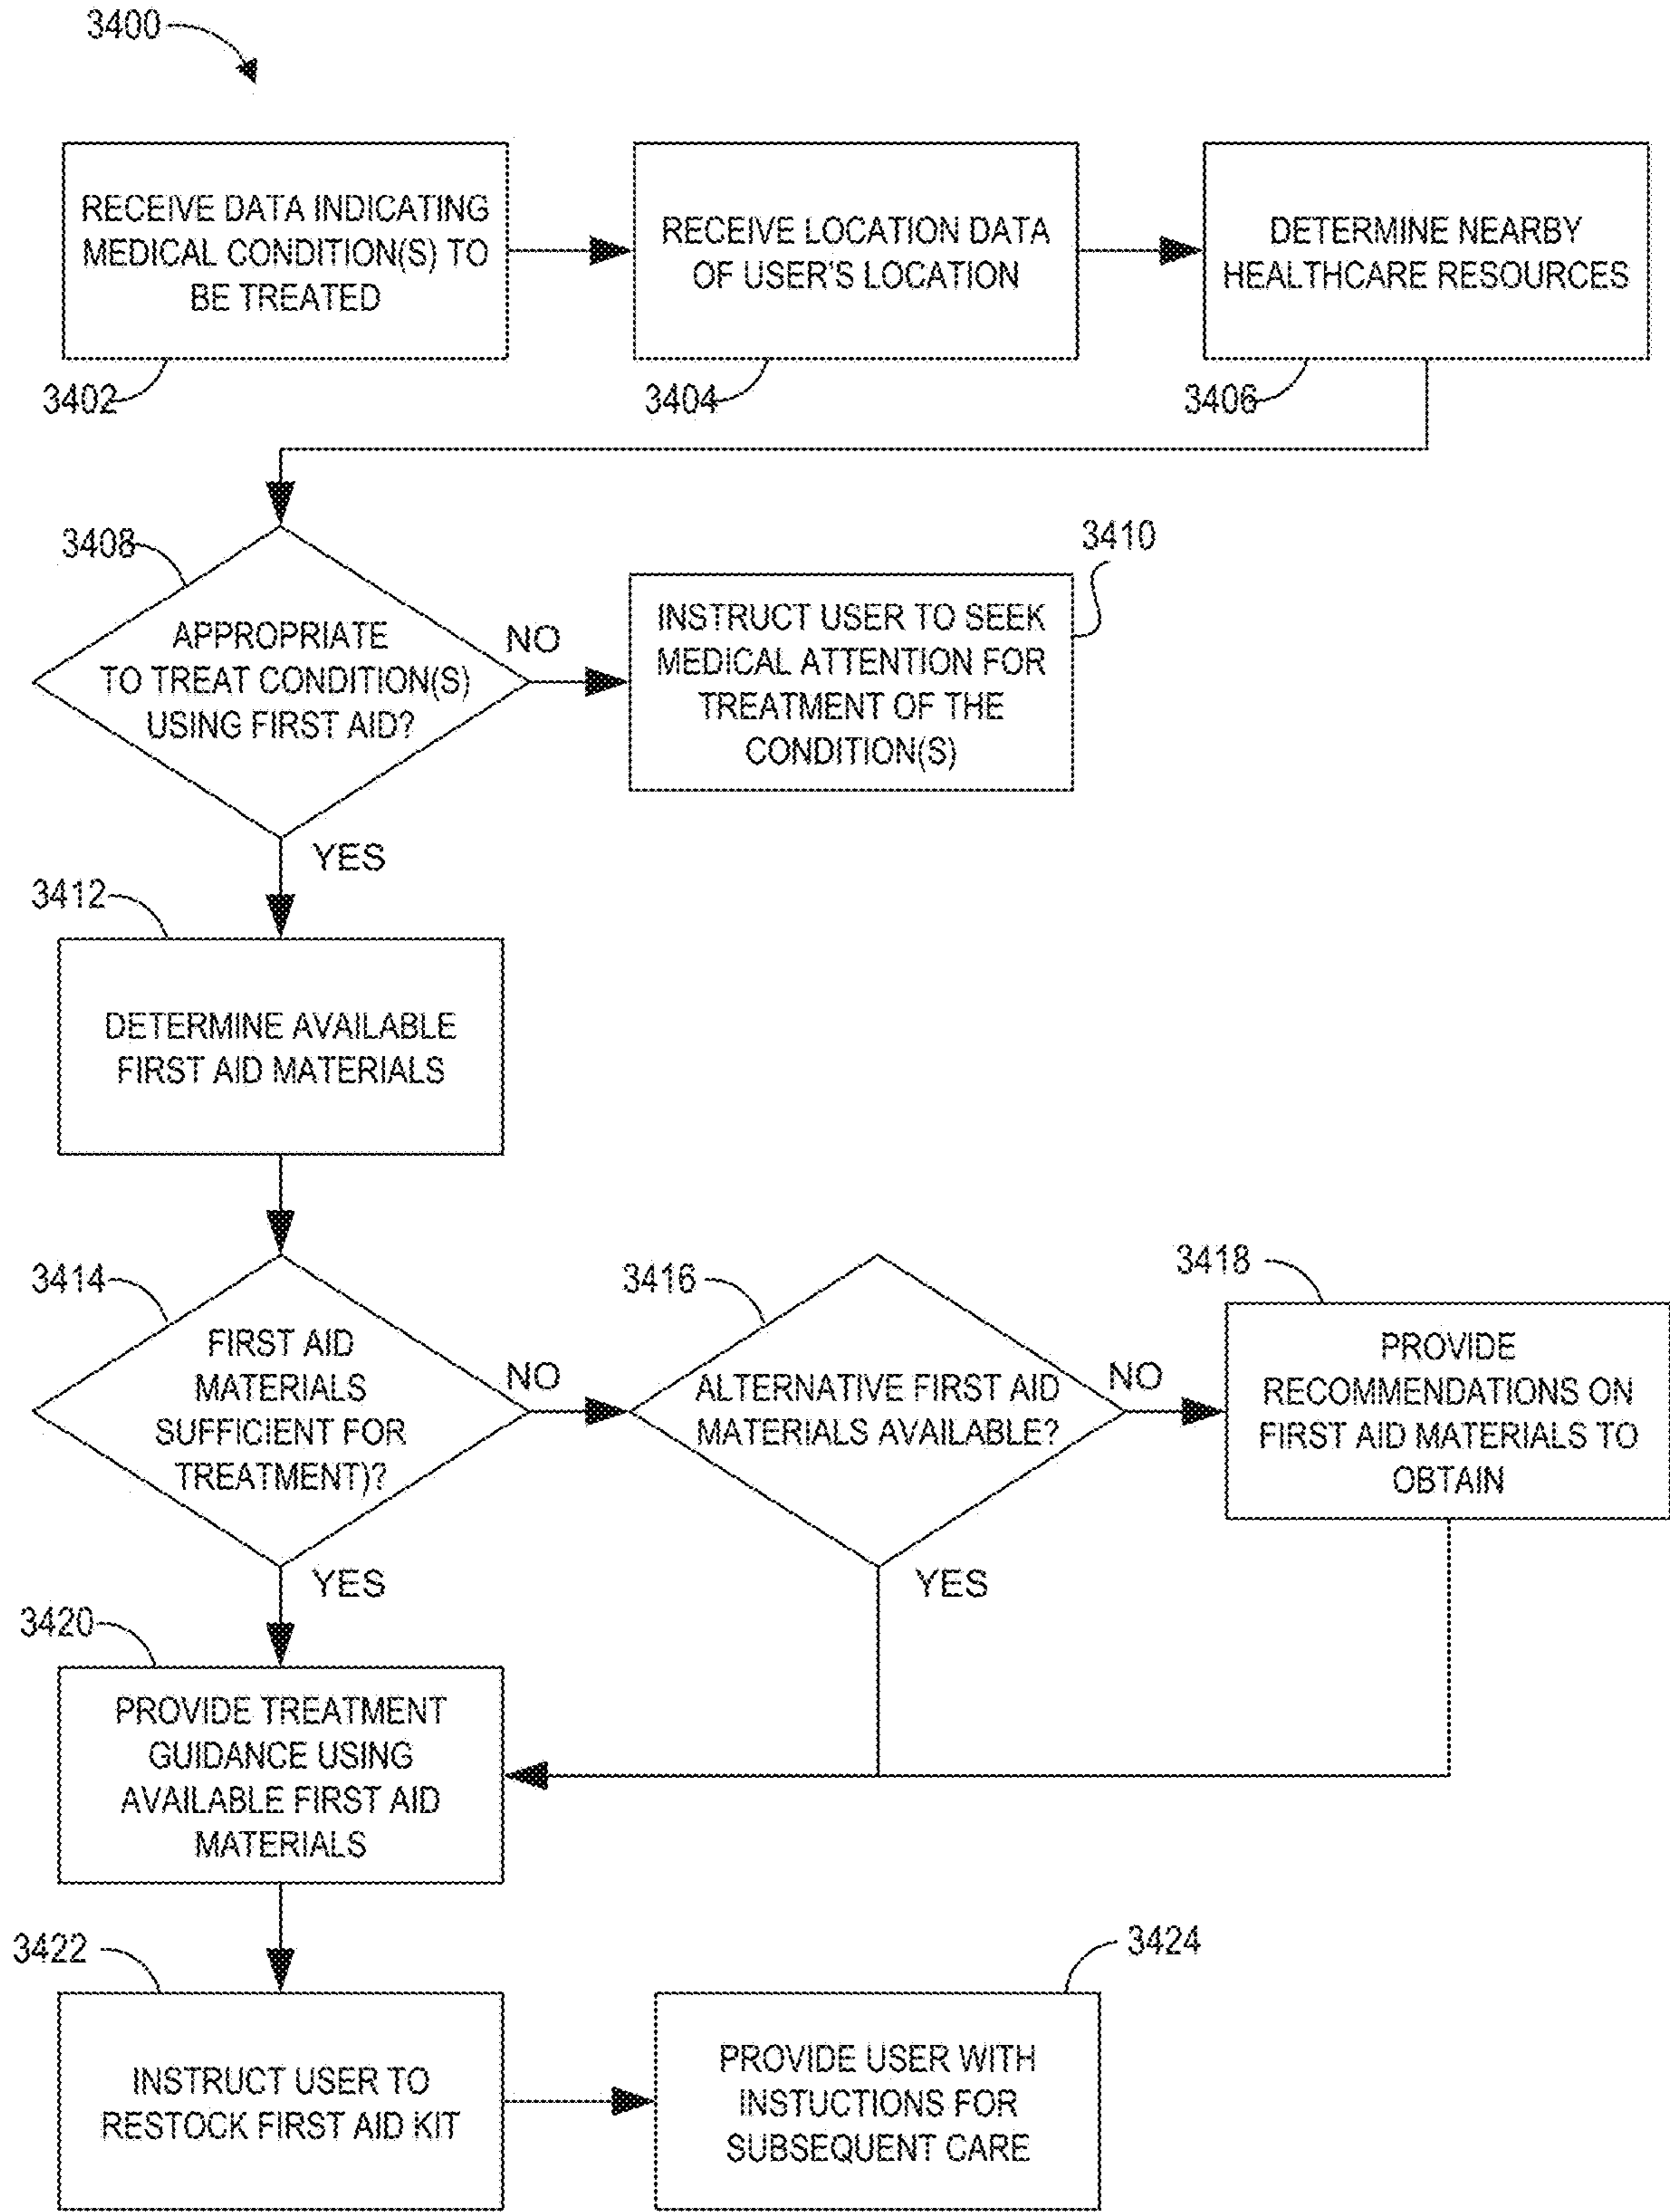 3400
RECEIVE DATA INDICATING
MEDICAL CONDITION(S) TO
BE TREATED
3402
RECEIVE LOCATION DATA
OF USER'S LOCATION
3404
DETERMINE NEARBY
HEALTHCARE RESOURCES
3406
3408
APPROPRIATE
TO TREAT CONDITION(S)
USING FIRST AID?
NO
3410
INSTRUCT USER TO SEEK
MEDICAL ATTENTION FOR
TREATMENT OF THE
CONDITION(S)
YES
3412
DETERMINE AVAILABLE
FIRST AID MATERIALS
3414
FIRST AID
MATERIALS
SUFFICIENT FOR
TREATMENT)?
NO
3416
ALTERNATIVE FIRST AID
MATERIALS AVAILABLE?
NO
3418
PROVIDE
RECOMMENDATIONS ON
FIRST AID MATERIALS TO
OBTAIN
YES
YES
3420
PROVIDE TREATMENT
GUIDANCE USING
AVAILABLE FIRST AID
MATERIALS
3422
INSTRUCT USER TO
RESTOCK FIRST AID KIT
3424
PROVIDE USER WITH
INSTUCTIONS FOR
SUBSEQUENT CARE